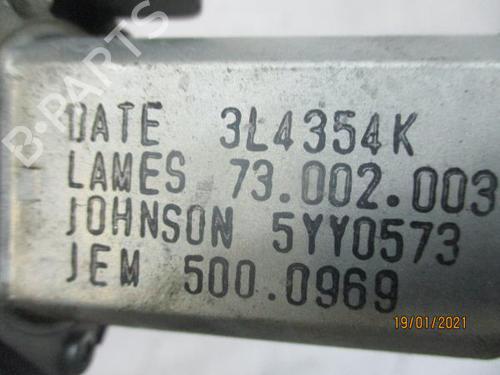 B-PARTS
DATE 3L4354K
LAMES 73.002.003
JOHNSON 5YY0573
JEM 500.0969
19/01/2021